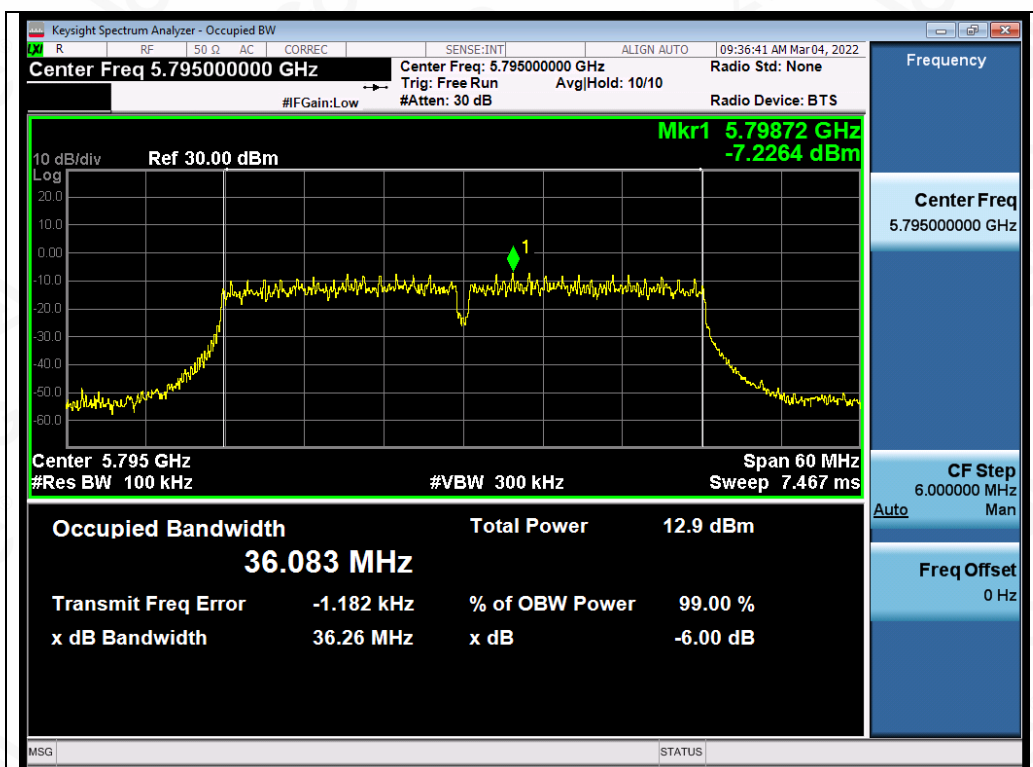 Keysight Spectrum Analyzer - Occupied BW
LXI R RF 50 Ω AC CORREC SENSE:INT ALIGN AUTO 09:36:41 AM Mar 04, 2022
Center Freq 5.795000000 GHz
Center Freq: 5.795000000 GHz
Radio Std: None
Trig: Free Run Avg|Hold: 10/10
#IFGain:Low #Atten: 30 dB Radio Device: BTS
Mkr1 5.79872 GHz
-7.2264 dBm
10 dB/div Ref 30.00 dBm
Log
20.0
10.0
0.00
-10.0
-20.0
-30.0
-40.0
-50.0
-60.0
1
Center 5.795 GHz Span 60 MHz
#Res BW 100 kHz #VBW 300 kHz Sweep 7.467 ms
Occupied Bandwidth Total Power 12.9 dBm
36.083 MHz
Transmit Freq Error -1.182 kHz % of OBW Power 99.00 %
x dB Bandwidth 36.26 MHz x dB -6.00 dB
MSG STATUS
Frequency
Center Freq
5.795000000 GHz
CF Step
6.000000 MHz
Auto Man
Freq Offset
0 Hz